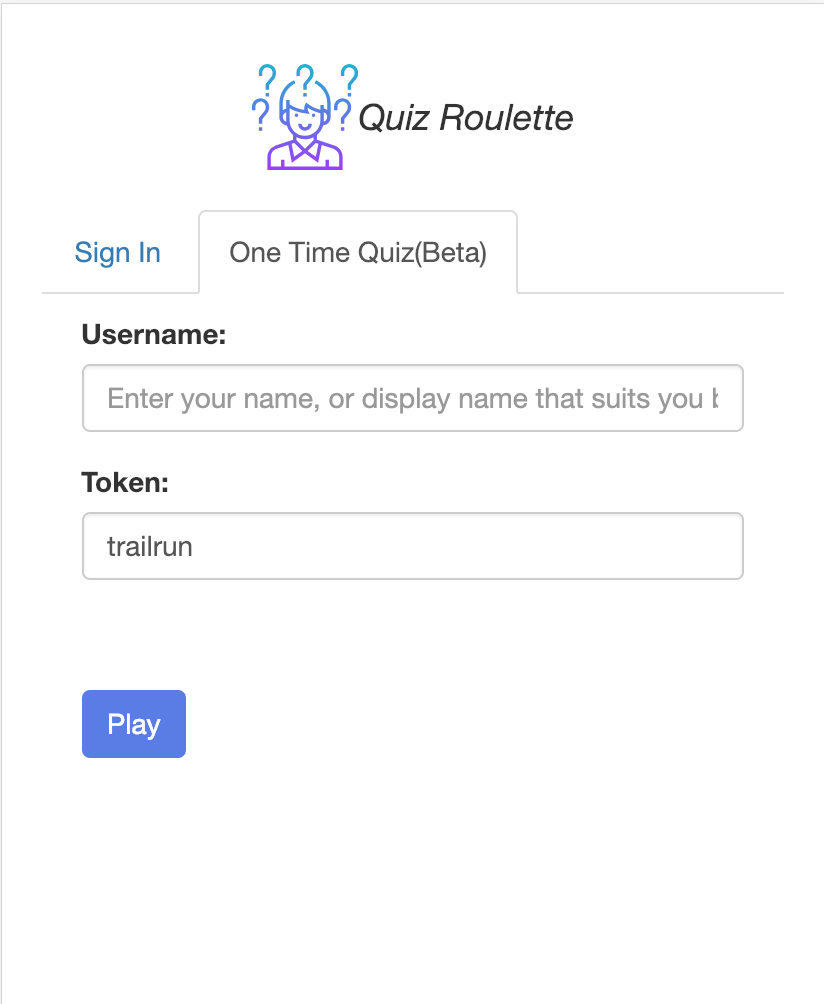 Quiz Roulette
Sign In
One Time Quiz(Beta)
Username:
Enter your name, or display name that suits you
Token:
trailrun
Play